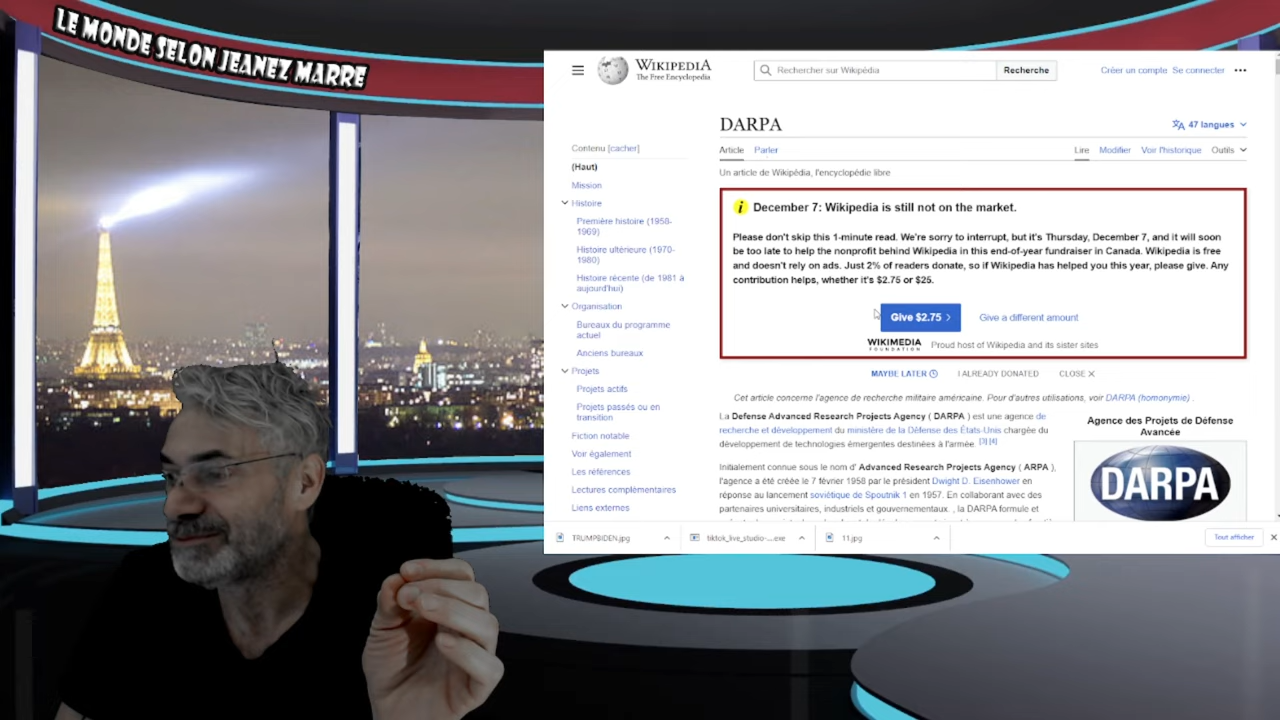 LE MONDE SELON JEANEZ MARRE
WIKIPEDIA
The Free Encyclopedia
Rechercher sur Wikipédia
Recherche
Créer un compte Se connecter
DARPA
47 langues
Article Parler
Lire Modifier Voir l'historique Outils
Un article de Wikipédia, l'encyclopédie libre
Contenu [cacher]
(Haut)
Mission
Histoire
Première histoire (1958-
1969)
Histoire ultérieure (1970-
1980)
Histoire récente (de 1981 à
aujourd'hui)
Organisation
Bureaux du programme
actuel
Anciens bureaux
Projets
Projets actifs
Projets passés ou en
transition
Fiction notable
Voir également
Les références
Lectures complémentaires
Liens externes
i December 7: Wikipedia is still not on the market.
Please don't skip this 1-minute read. We're sorry to interrupt, but it's Thursday, December 7, and it will soon
be too late to help the nonprofit behind Wikipedia in this end-of-year fundraiser in Canada. Wikipedia is free
and doesn't rely on ads. Just 2% of readers donate, so if Wikipedia has helped you this year, please give. Any
contribution helps, whether it's $2.75 or $25.
Give $2.75 Give a different amount
WIKIMEDIA
FOUNDATION
Proud host of Wikipedia and its sister sites
MAYBE LATER I ALREADY DONATED CLOSE
Cet article concerne l'agence de recherche militaire américaine. Pour d'autres utilisations, voir DARPA (homonymie) .
La Defense Advanced Research Projects Agency ( DARPA ) est une agence de
recherche et développement du ministère de la Défense des États-Unis chargée du
développement de technologies émergentes destinées à l'armée. [3] [4]
Initialement connue sous le nom d' Advanced Research Projects Agency ( ARPA ),
l'agence a été créée le 7 février 1958 par le président Dwight D. Eisenhower en
réponse au lancement soviétique de Spoutnik 1 en 1957. En collaborant avec des
partenaires universitaires, industriels et gouvernementaux. , la DARPA formule et
Agence des Projets de Défense
Avancée
DARPA
TRUMPBIDEN.jpg
tiktok_live_studio-....exe
11.jpg
Tout afficher